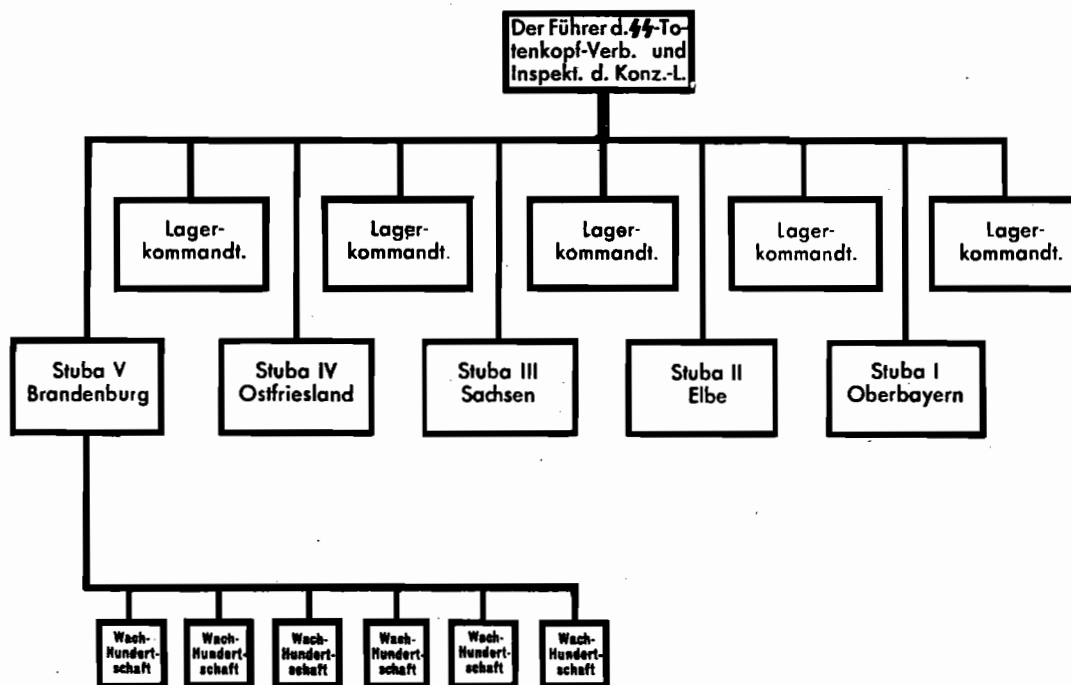 Der Führer d.ᛋᛋ-To-
tenkopf-Verb. und
Inspekt. d. Konz.-L.
Lager-
kommandt.
Lager-
kommandt.
Lager-
kommandt.
Lager-
kommandt.
Lager-
kommandt.
Stuba V
Brandenburg
Stuba IV
Ostfriesland
Stuba III
Sachsen
Stuba II
Elbe
Stuba I
Oberbayern
Wach-
Hundert-
schaft
Wach-
Hundert-
schaft
Wach-
Hundert-
schaft
Wach-
Hundert-
schaft
Wach-
Hundert-
schaft
Wach-
Hundert-
schaft